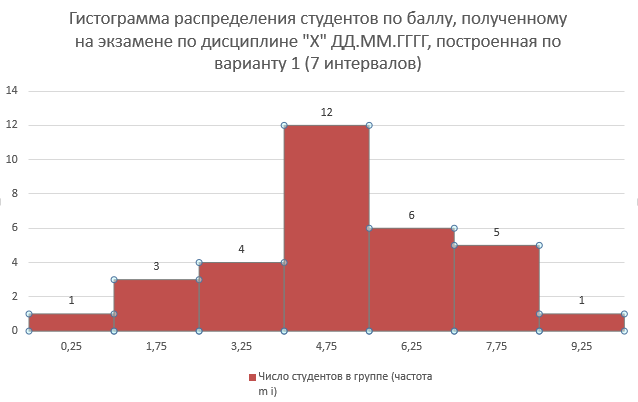 Гистограмма распределения студентов по баллу, полученному
на экзамене по дисциплине "Х" ДД.ММ.ГГГГ, построенная по
варианту 1 (7 интервалов)
14
12
10
8
6
4
2
0
1
3
4
12
6
5
1
0,25 1,75 3,25 4,75 6,25 7,75 9,25
Число студентов в группе (частота
m i)